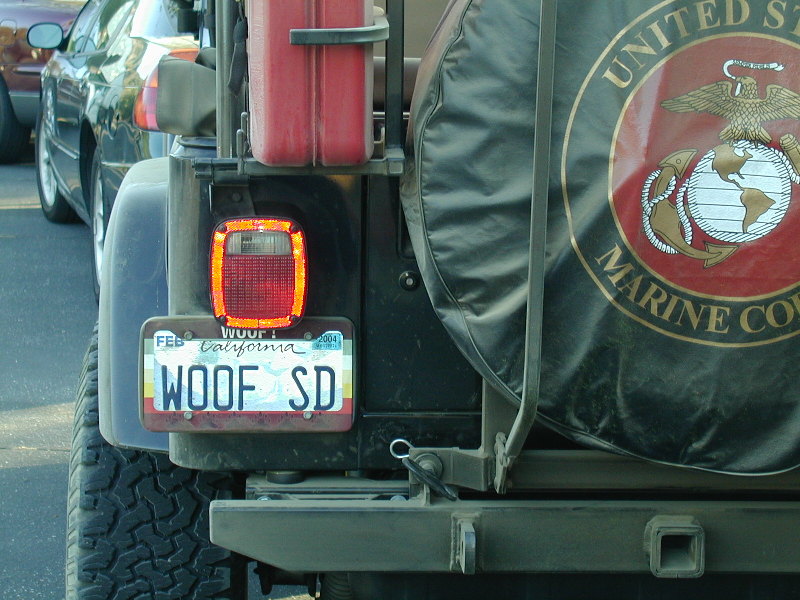 UNITED ST
MARINE CO
WOOF!
FEB California 2004
WOOF SD